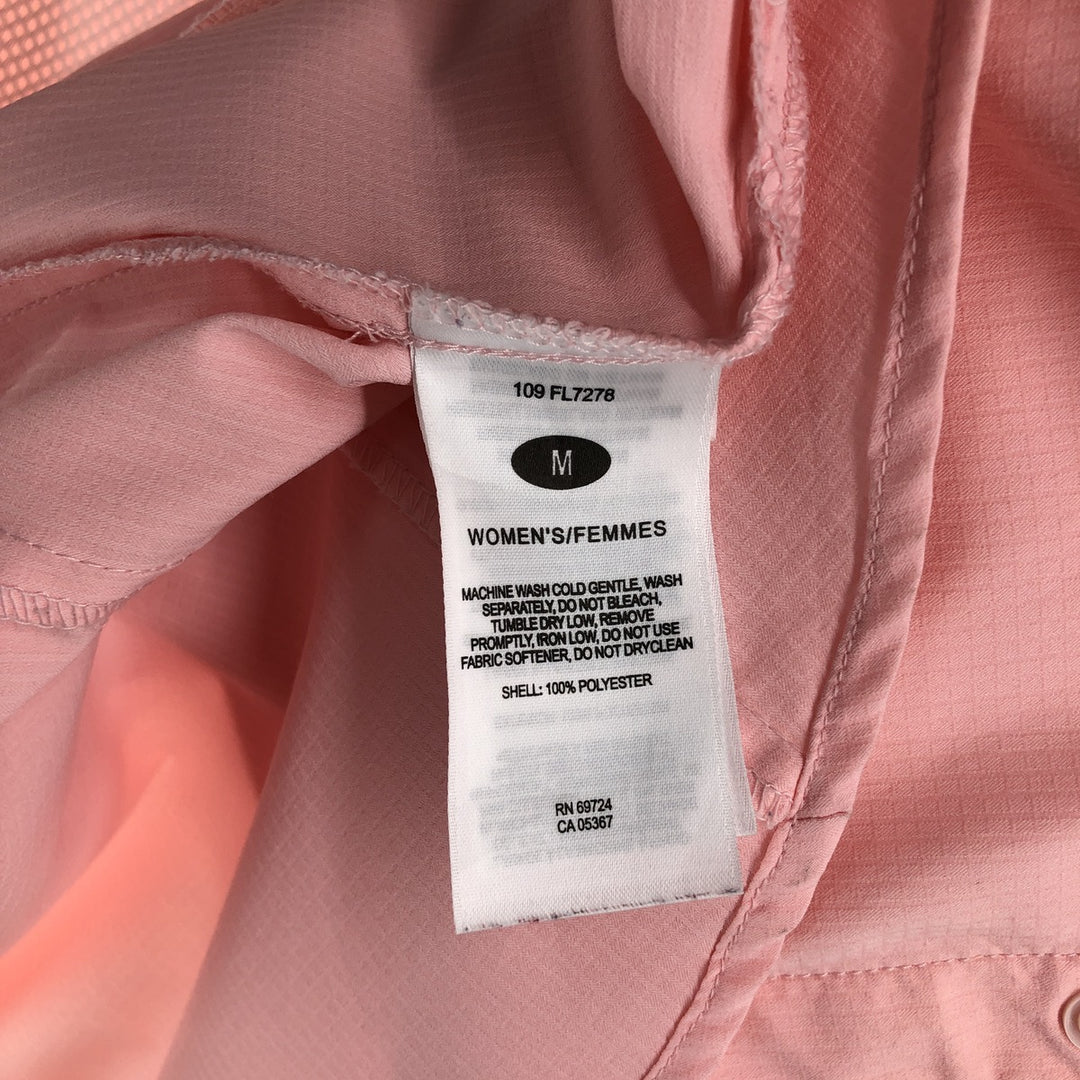 109 FL7278
M
WOMEN'S/FEMMES
MACHINE WASH COLD GENTLE, WASH
SEPARATELY, DO NOT BLEACH,
TUMBLE DRY LOW, REMOVE
PROMPTLY, IRON LOW, DO NOT USE
FABRIC SOFTENER, DO NOT DRYCLEAN
SHELL: 100% POLYESTER
RN 69724
CA 05367